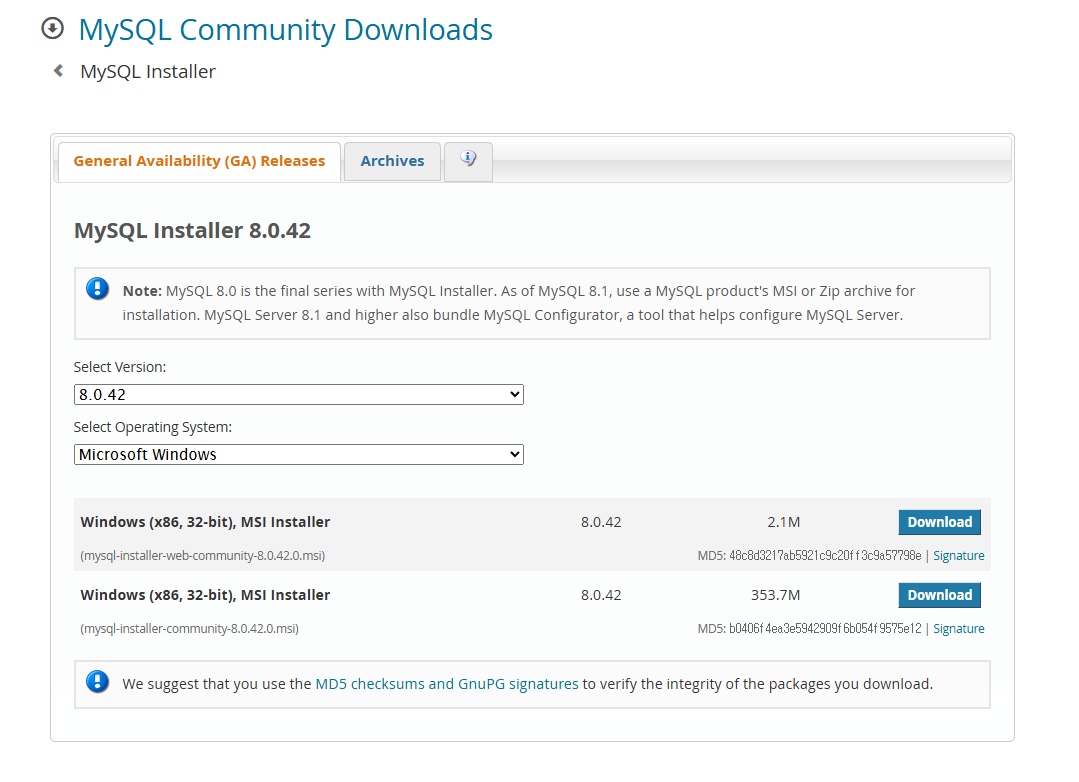 MySQL Community Downloads
MySQL Installer
General Availability (GA) Releases
Archives
MySQL Installer 8.0.42
Note: MySQL 8.0 is the final series with MySQL Installer. As of MySQL 8.1, use a MySQL product's MSI or Zip archive for
installation. MySQL Server 8.1 and higher also bundle MySQL Configurator, a tool that helps configure MySQL Server.
Select Version:
8.0.42
Select Operating System:
Microsoft Windows
Windows (x86, 32-bit), MSI Installer 8.0.42 2.1M Download
(mysql-installer-web-community-8.0.42.0.msi) MD5: 48c8d3217ab5921c9c20ff3c9a57798e | Signature
Windows (x86, 32-bit), MSI Installer 8.0.42 353.7M Download
(mysql-installer-community-8.0.42.0.msi) MD5: b0406f4ea3e5942909f6b054f9575e12 | Signature
We suggest that you use the MD5 checksums and GnuPG signatures to verify the integrity of the packages you download.